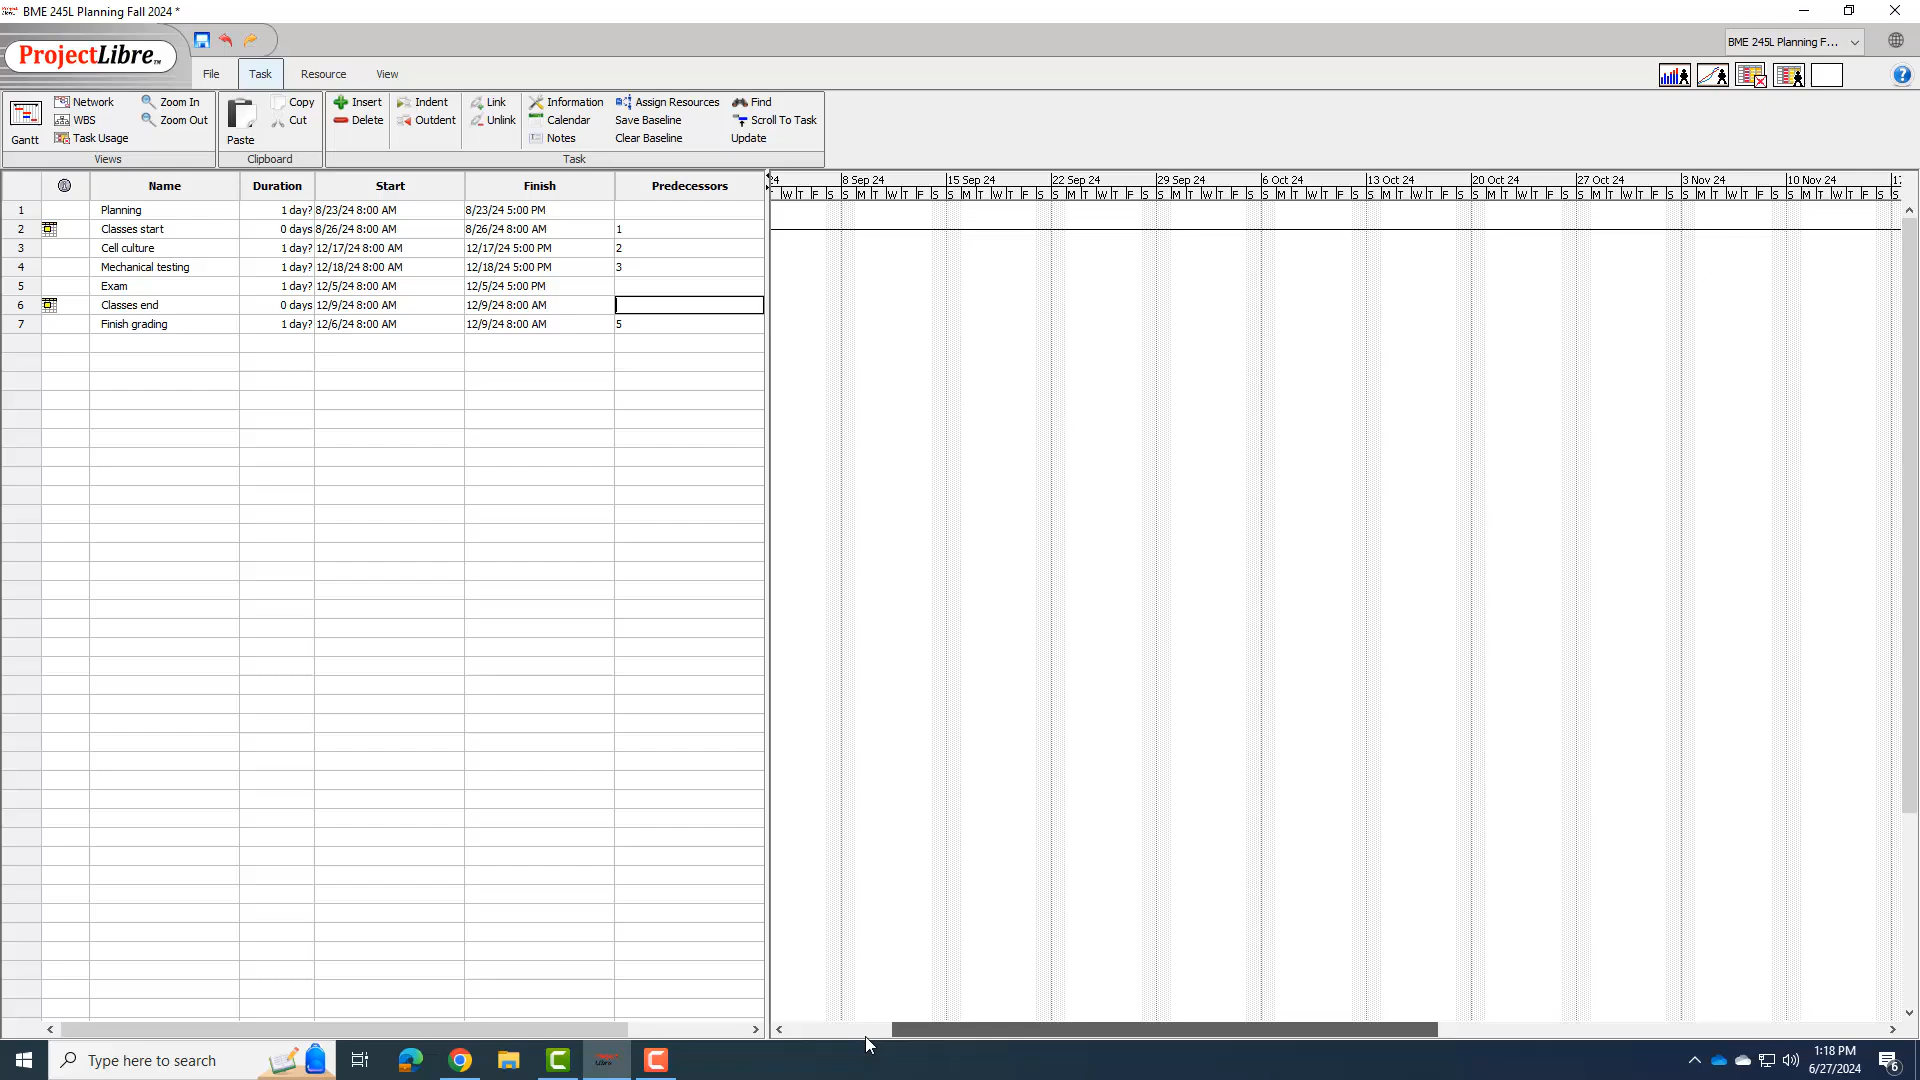 BME 245L Planning Fall 2024 *
ProjectLibre™
BME 245L Planning F...
File Task Resource View
Gantt
Network
WBS
Task Usage
Zoom In
Zoom Out
Views
Paste
Copy
Cut
Clipboard
Insert
Delete
Indent
Outdent
Link
Unlink
Information
Calendar
Notes
Assign Resources
Save Baseline
Clear Baseline
Find
Scroll To Task
Update
Task
Name Duration Start Finish Predecessors
1 Planning 1 day? 8/23/24 8:00 AM 8/23/24 5:00 PM
2 Classes start 0 days 8/26/24 8:00 AM 8/26/24 8:00 AM 1
3 Cell culture 1 day? 12/17/24 8:00 AM 12/17/24 5:00 PM 2
4 Mechanical testing 1 day? 12/18/24 8:00 AM 12/18/24 5:00 PM 3
5 Exam 1 day? 12/5/24 8:00 AM 12/5/24 5:00 PM
6 Classes end 0 days 12/9/24 8:00 AM 12/9/24 8:00 AM
7 Finish grading 1 day? 12/6/24 8:00 AM 12/9/24 8:00 AM 5
8 Sep 24 15 Sep 24 22 Sep 24 29 Sep 24 6 Oct 24 13 Oct 24 20 Oct 24 27 Oct 24 3 Nov 24 10 Nov 24
W T F S S M T W T F S S M T W T F S S M T W T F S S M T W T F S S M T W T F S S M T W T F S S M T W T F S S M T W T F S S M T W T F S S M T W T F S S
Type here to search
1:18 PM
6/27/2024
6